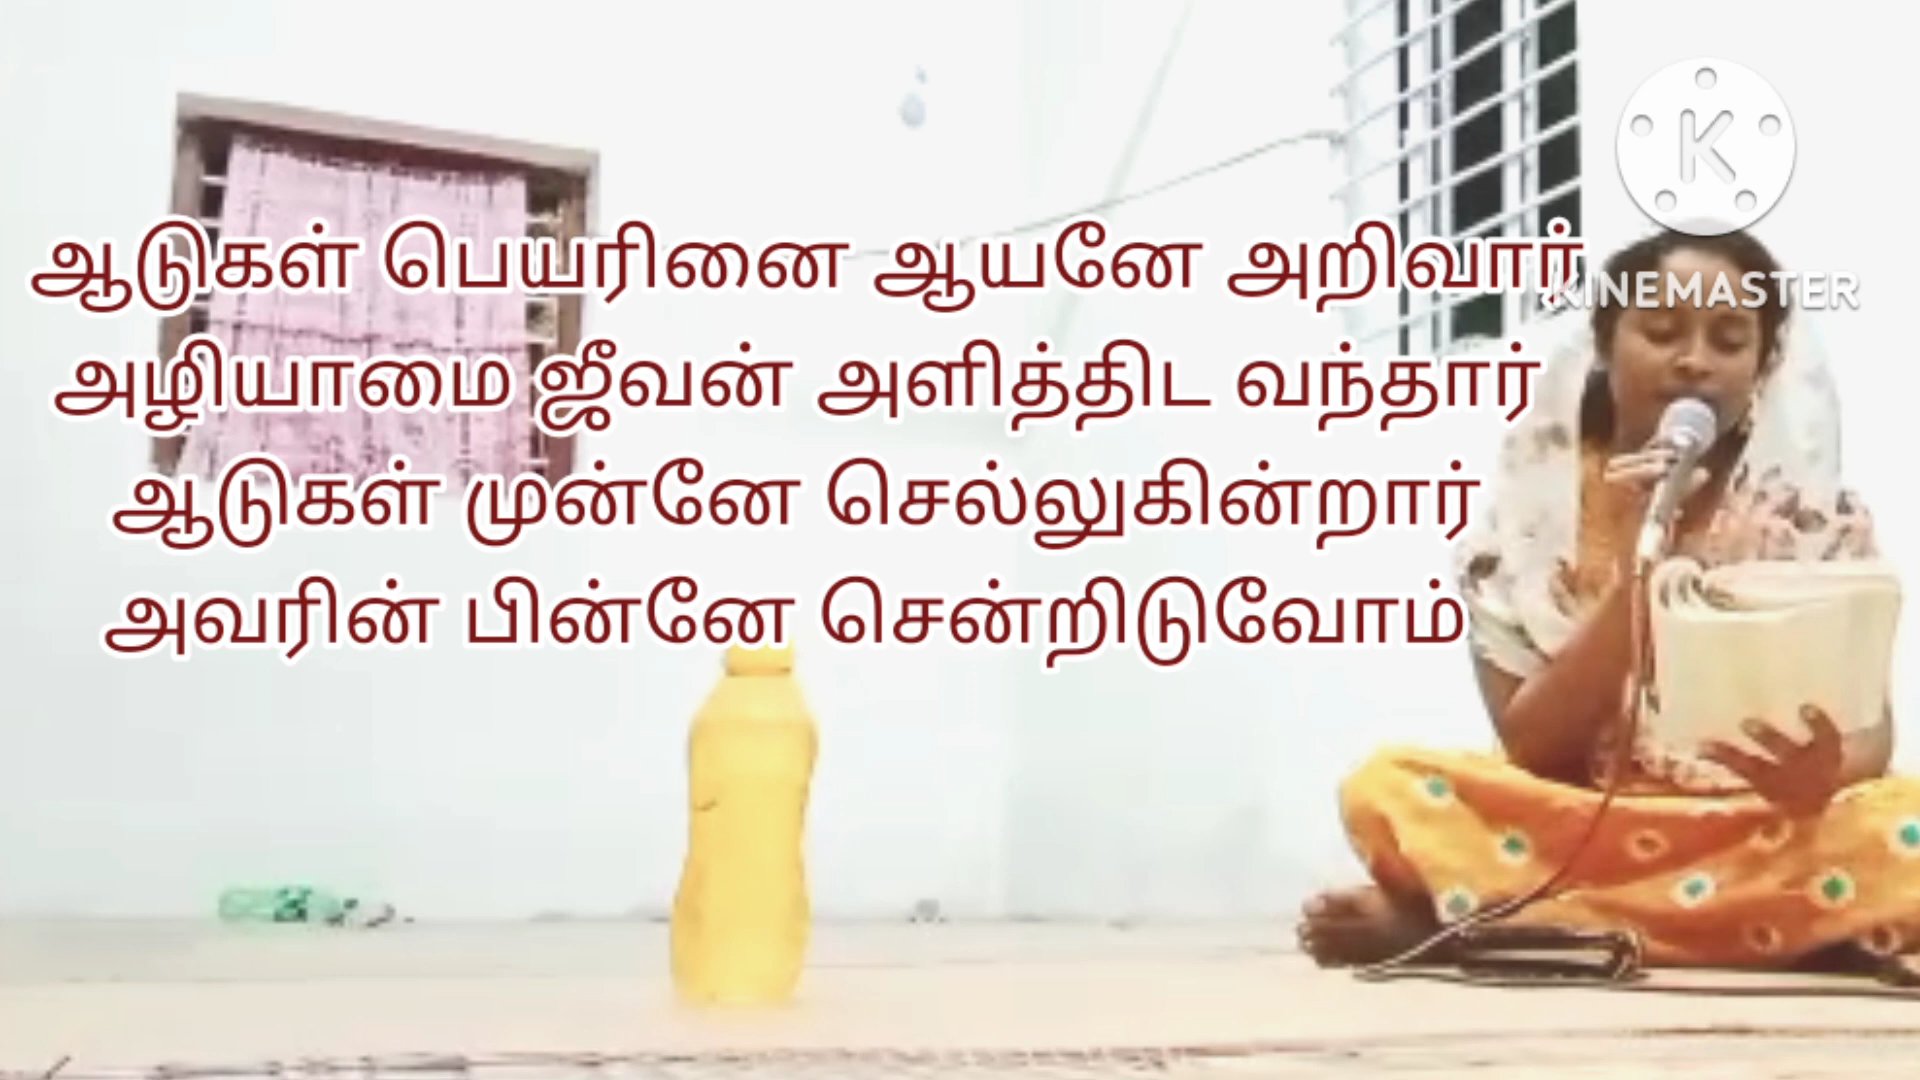 ஆடுகள் பெயரினை ஆயனே அறிவார்
அழியாமை ஜீவன் அளித்திட வந்தார்
ஆடுகள் முன்னே செல்லுகின்றார்
அவரின் பின்னே சென்றிடுவோம்
K
KINEMASTER